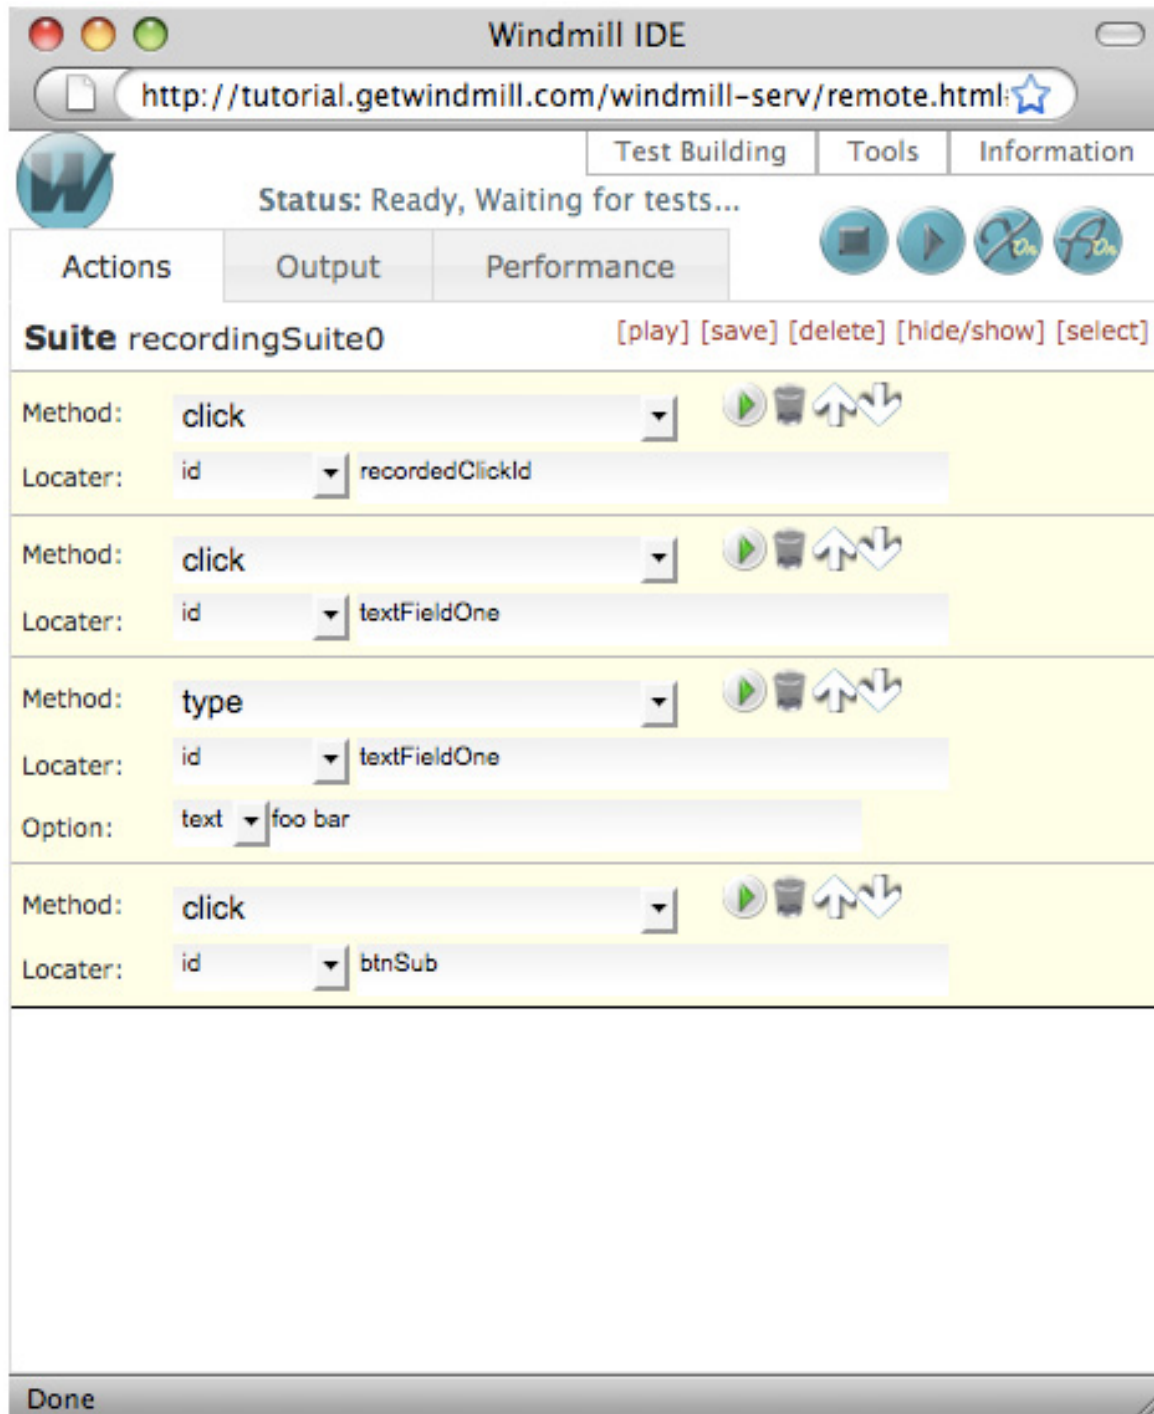 Windmill IDE
http://tutorial.getwindmill.com/windmill-serv/remote.html
Test Building Tools Information
W
Status: Ready, Waiting for tests...
On On
Actions Output Performance
Suite recordingSuite0 [play] [save] [delete] [hide/show] [select]
Method: click
Locater: id recordedClickId
Method: click
Locater: id textFieldOne
Method: type
Locater: id textFieldOne
Option: text foo bar
Method: click
Locater: id btnSub
Done